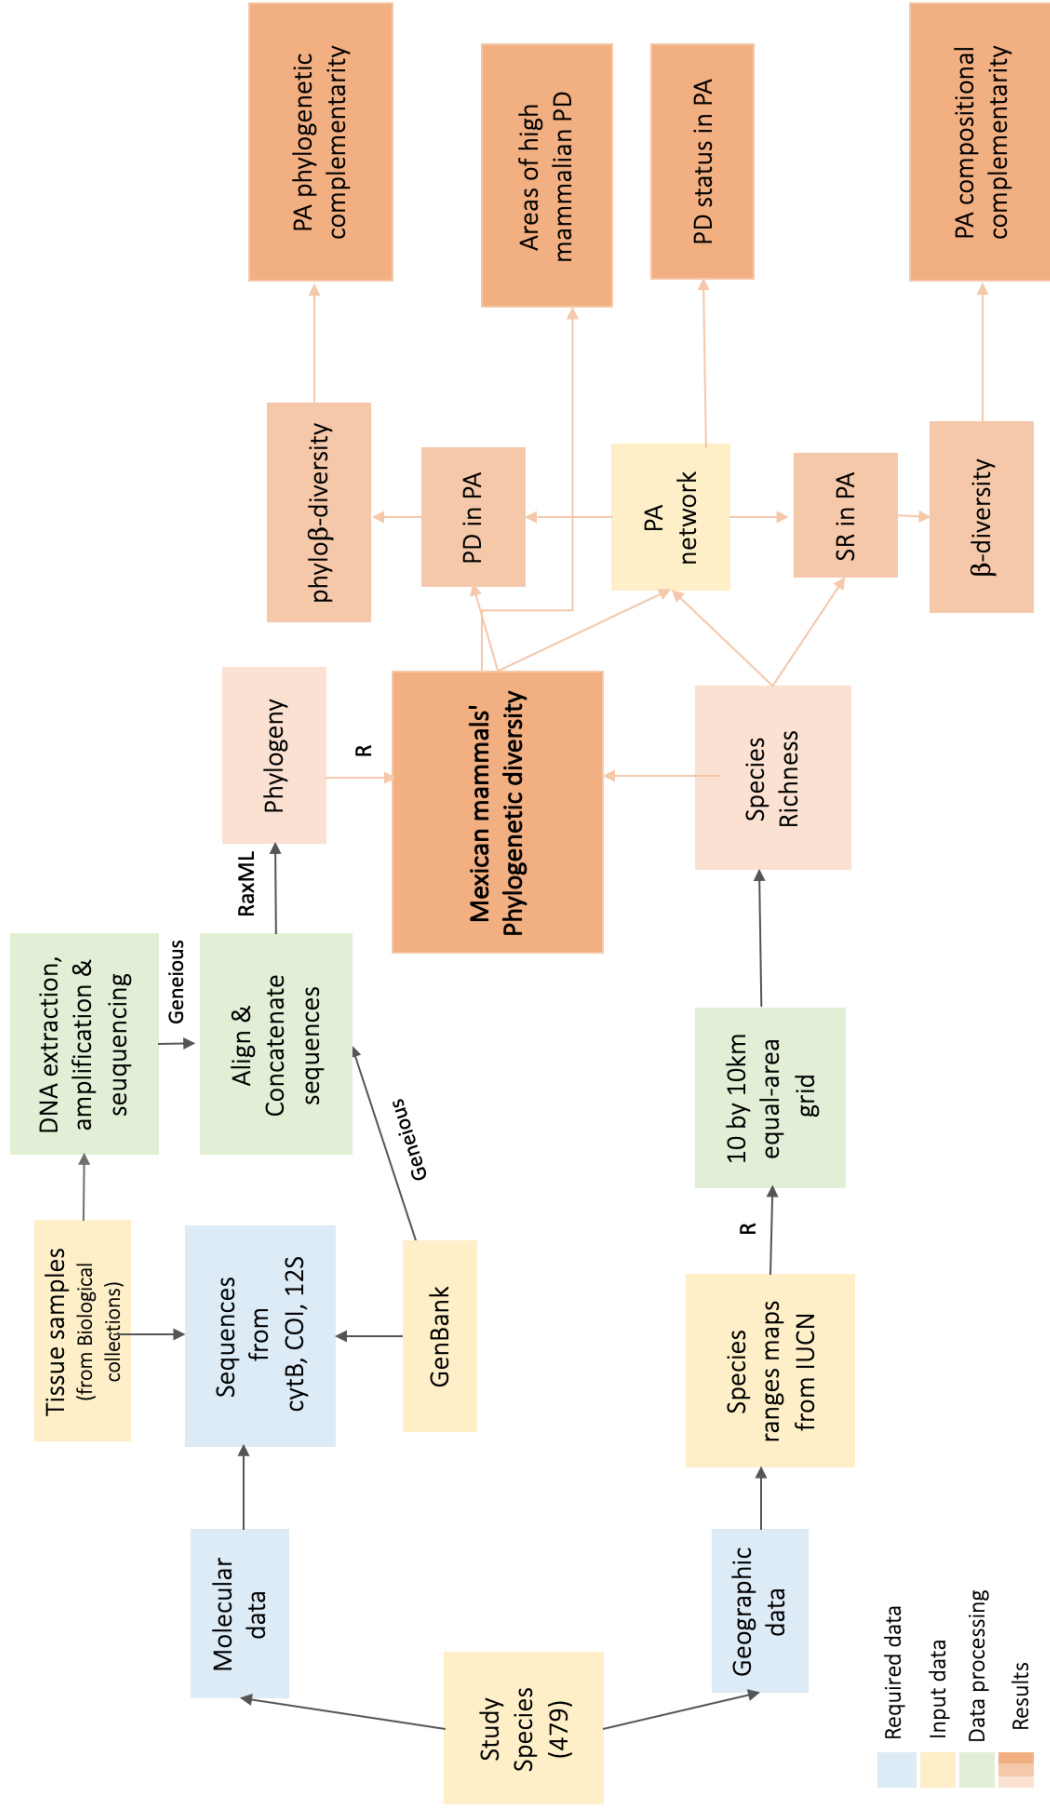 Study
Species
(479)
Molecular
data
Geographic
data
Tissue samples
(from Biological
collections)
Sequences
from
cytB, COI, 12S
GenBank
Species
ranges maps
from IUCN
R
DNA extraction,
amplification &
seuquencing
Geneious
Align &
Concatenate
sequences
Geneious
10 by 10km
equal-area
grid
RaxML
Phylogeny
R
Mexican mammals'
Phylogenetic diversity
Species
Richness
phyloβ-diversity
PD in PA
PA
network
SR in PA
β-diversity
PA phylogenetic
complementarity
Areas of high
mammalian PD
PD status in PA
PA compositional
complementarity
Required data
Input data
Data processing
Results